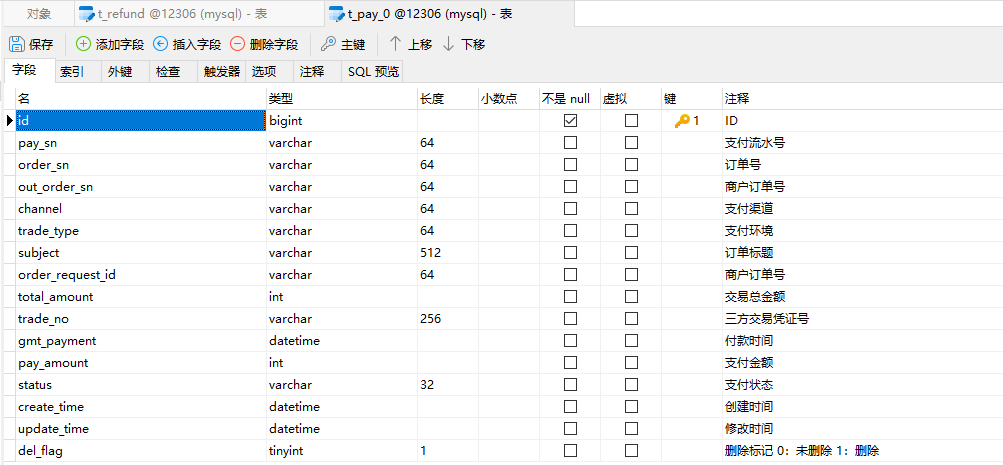 对象 t_refund @12306 (mysql) - 表 t_pay_0 @12306 (mysql) - 表
保存 添加字段 插入字段 删除字段 主键 上移 下移
字段 索引 外键 检查 触发器 选项 注释 SQL 预览
名 类型 长度 小数点 不是 null 虚拟 键 注释
id bigint 1 ID
pay_sn varchar 64 支付流水号
order_sn varchar 64 订单号
out_order_sn varchar 64 商户订单号
channel varchar 64 支付渠道
trade_type varchar 64 支付环境
subject varchar 512 订单标题
order_request_id varchar 64 商户订单号
total_amount int 交易总金额
trade_no varchar 256 三方交易凭证号
gmt_payment datetime 付款时间
pay_amount int 支付金额
status varchar 32 支付状态
create_time datetime 创建时间
update_time datetime 修改时间
del_flag tinyint 1 删除标记 0：未删除 1：删除